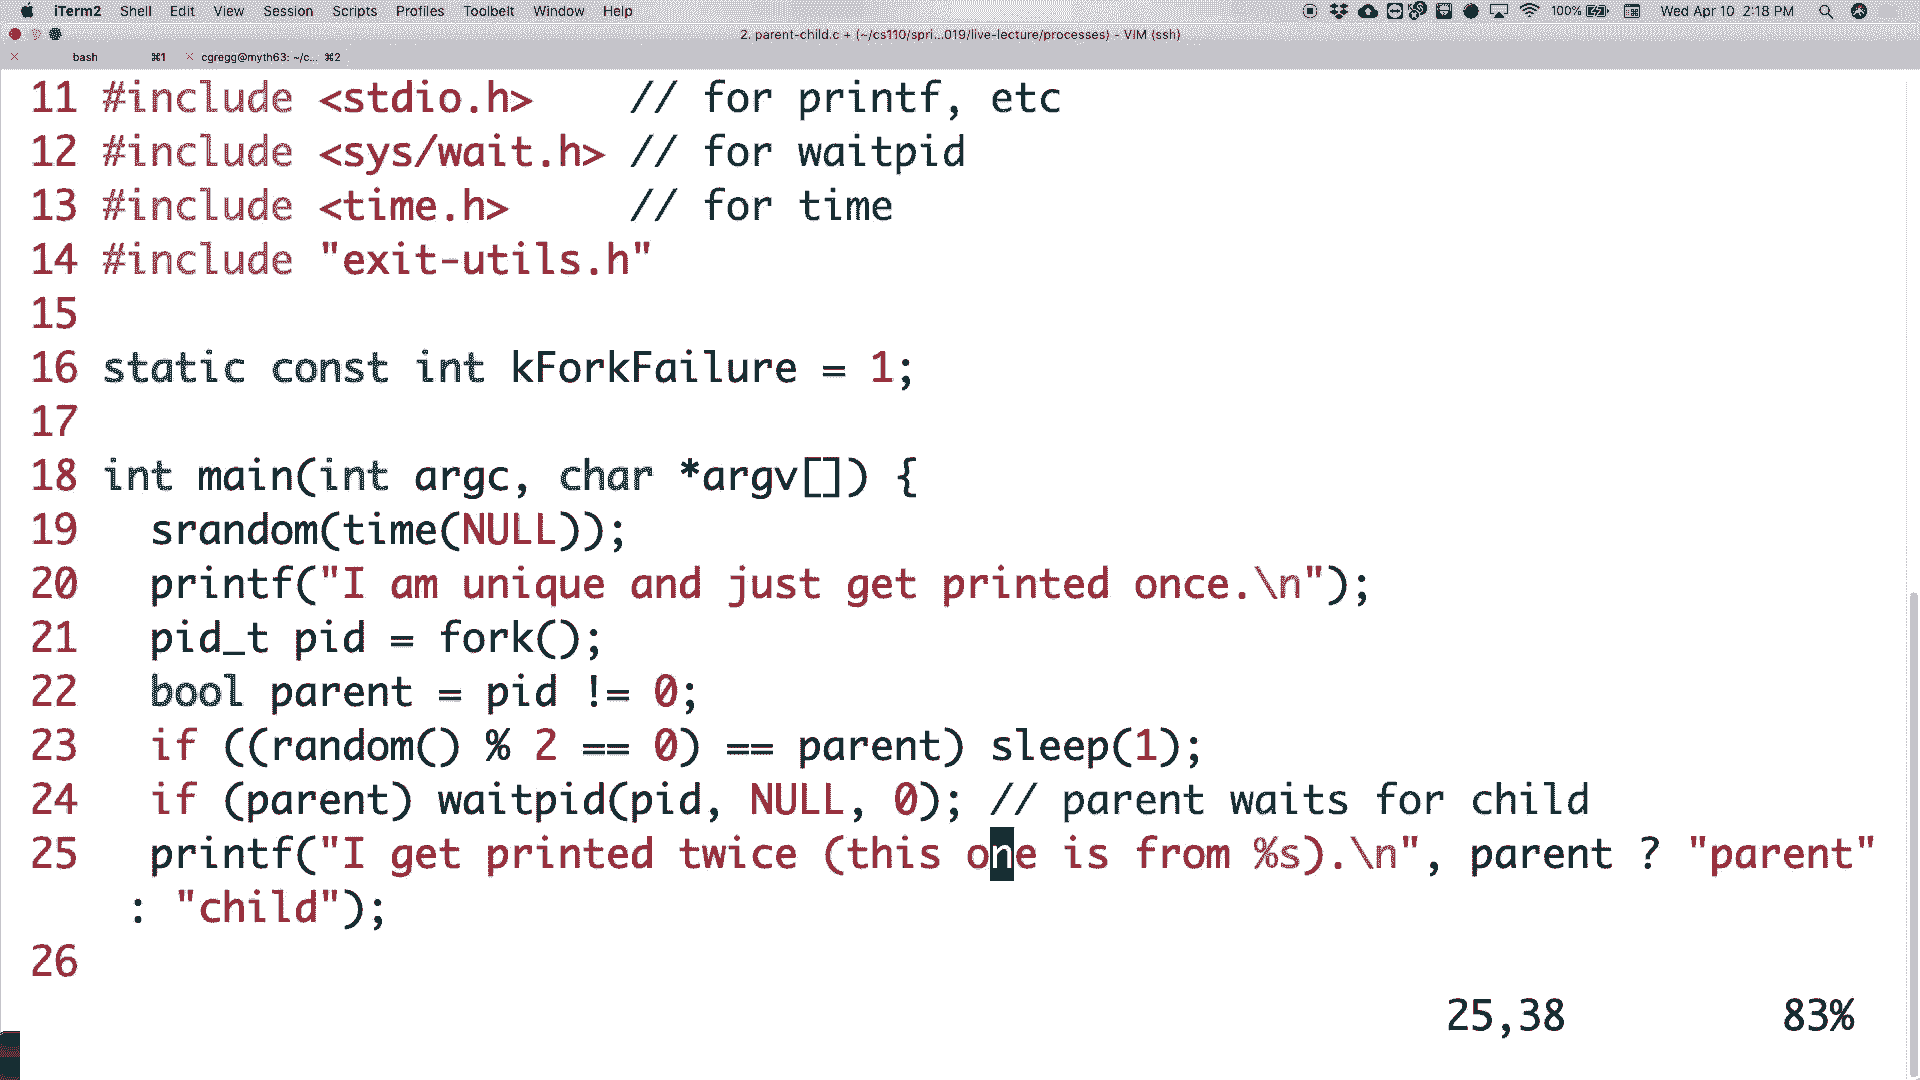 iTerm2 Shell Edit View Session Scripts Profiles Toolbelt Window Help 100% Wed Apr 10 2:18 PM
2. parent-child.c + (~/cs110/spri...019/live-lecture/processes) - VIM (ssh)
bash ⌘1 cgregg@myth63: ~/c... ⌘2
11 #include <stdio.h>    // for printf, etc
12 #include <sys/wait.h> // for waitpid
13 #include <time.h>     // for time
14 #include "exit-utils.h"
15
16 static const int kForkFailure = 1;
17
18 int main(int argc, char *argv[]) {
19   srandom(time(NULL));
20   printf("I am unique and just get printed once.\n");
21   pid_t pid = fork();
22   bool parent = pid != 0;
23   if ((random() % 2 == 0) == parent) sleep(1);
24   if (parent) waitpid(pid, NULL, 0); // parent waits for child
25   printf("I get printed twice (this one is from %s).\n", parent ? "parent"
: "child");
26
25,38 83%